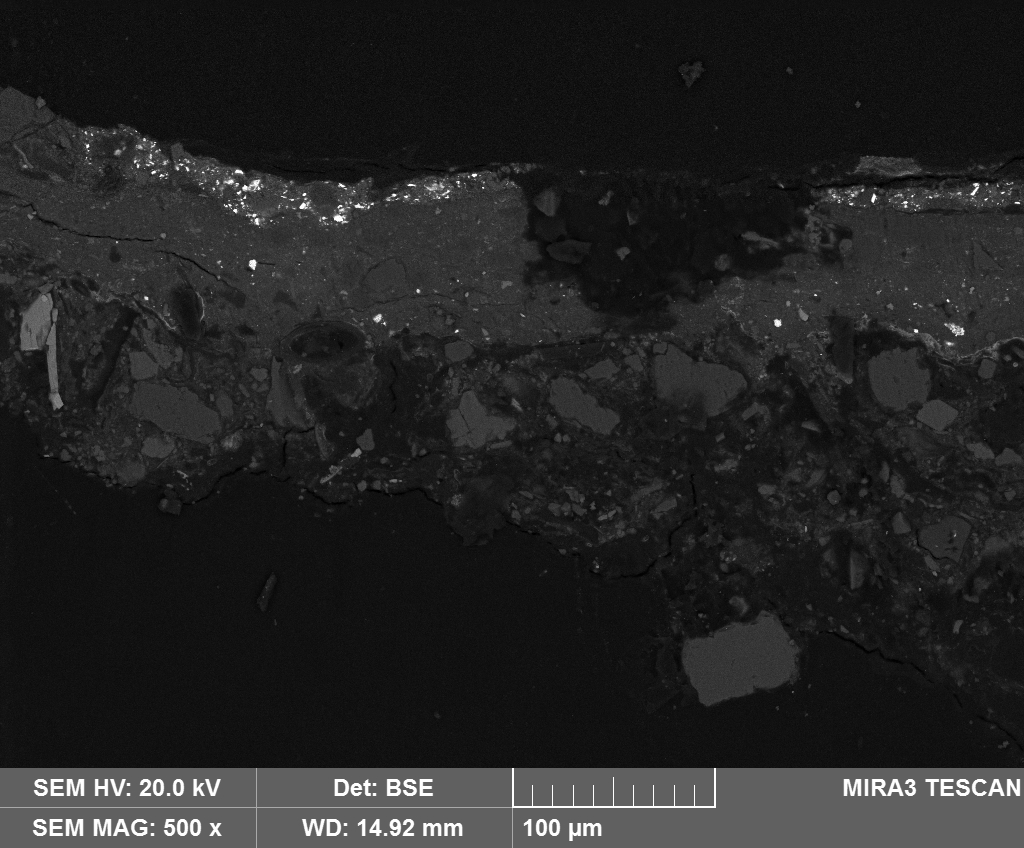 SEM HV: 20.0 kV
Det: BSE
MIRA3 TESCAN
SEM MAG: 500 x
WD: 14.92 mm
100 µm